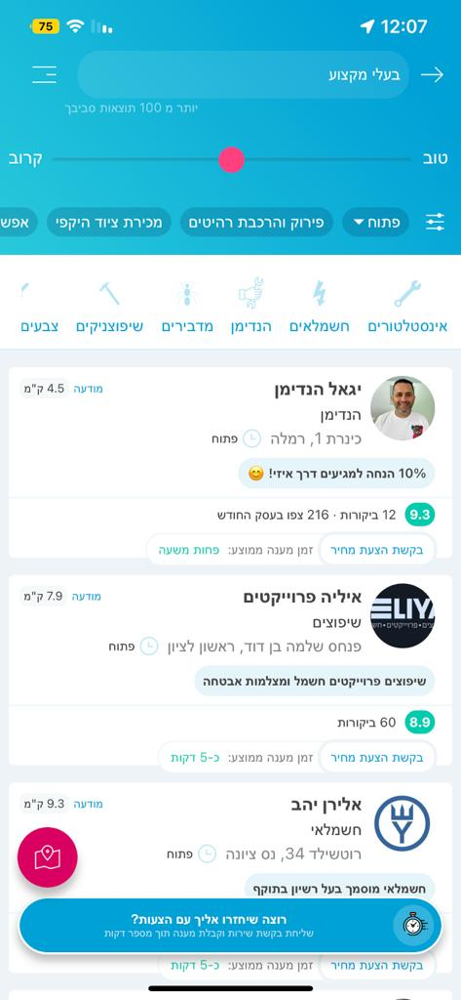 12:07
75
בעלי מקצוע
יותר מ 100 תוצאות סביבך
טוב
קרוב
פתוח
פירוק והרכבת רהיטים
מכירת ציוד היקפי
אפש
אינסטלטורים
חשמלאים
הנדימן
מדבירים
שיפוצניקים
צבעים
יגאל הנדימן
מודעה
4.5 ק"מ
הנדימן
כינרת 1, רמלה
פתוח
10% הנחה למגיעים דרך איזי! 😊
9.3
12 ביקורות · 216 צפו בעסק החודש
בקשת הצעת מחיר
זמן מענה ממוצע: פחות משעה
ELIYA
איליה פרוייקטים
מודעה
7.9 ק"מ
שיפוצים
פנחס שלמה בן דוד, ראשון לציון
פתוח
שיפוצים פרוייקטים חשמל ומצלמות אבטחה
8.9
60 ביקורות
בקשת הצעת מחיר
זמן מענה ממוצע: כ-5 דקות
אלירן יהב
מודעה
9.3 ק"מ
חשמלאי
רוטשילד 34, נס ציונה
פתוח
חשמלאי מוסמך בעל רשיון בתוקף
רוצה שיחזרו אליך עם הצעות?
שליחת בקשת שירות וקבלת מענה תוך מספר דקות
בקשת הצעת מחיר
זמן מענה ממוצע: כ-5 דקות